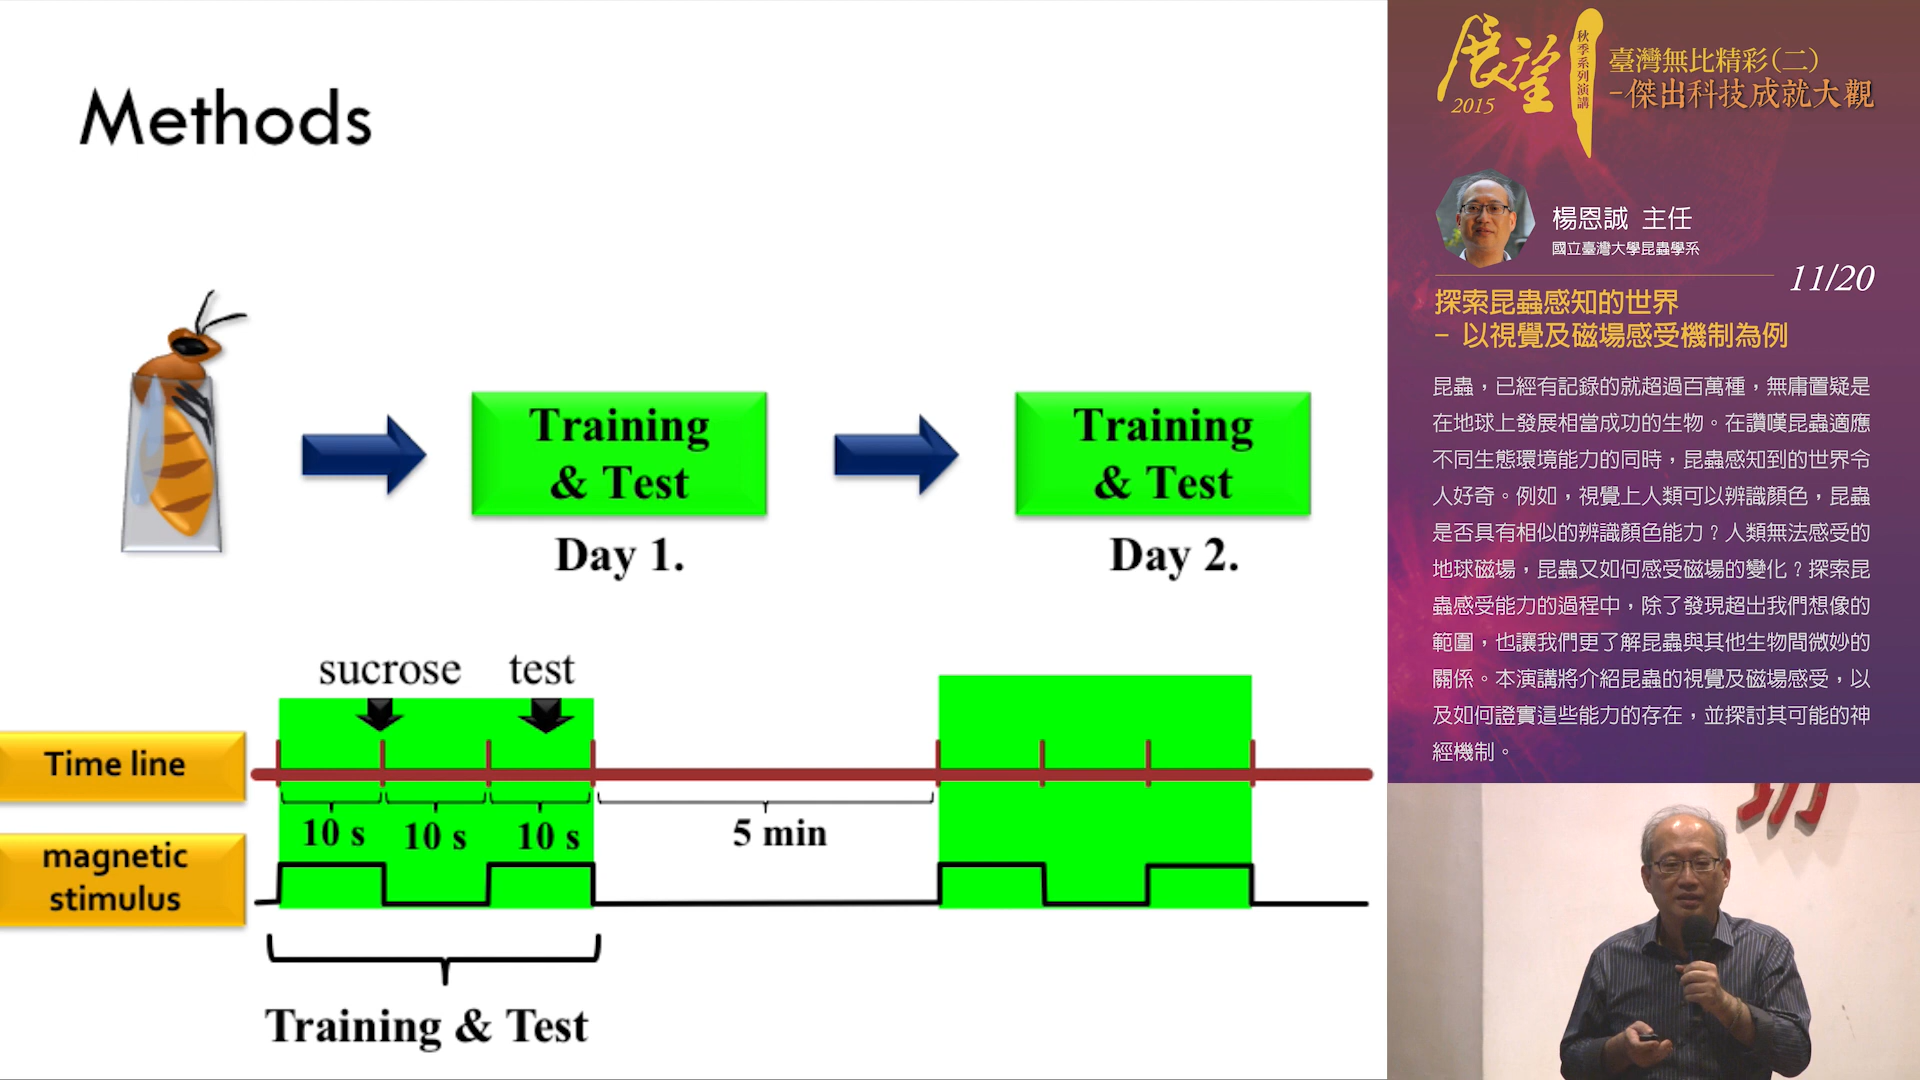 Methods
Training
& Test
Day 1.
Training
& Test
Day 2.
sucrose
test
Time line
10 s
10 s
10 s
5 min
magnetic
stimulus
Training & Test
展望
2015
秋季系列演講
臺灣無比精彩(二)
-傑出科技成就大觀
楊恩誠 主任
國立臺灣大學昆蟲學系
11/20
探索昆蟲感知的世界
- 以視覺及磁場感受機制為例
昆蟲，已經有記錄的就超過百萬種，無庸置疑是
在地球上發展相當成功的生物。在讚嘆昆蟲適應
不同生態環境能力的同時，昆蟲感知到的世界令
人好奇。例如，視覺上人類可以辨識顏色，昆蟲
是否具有相似的辨識顏色能力？人類無法感受的
地球磁場，昆蟲又如何感受磁場的變化？探索昆
蟲感受能力的過程中，除了發現超出我們想像的
範圍，也讓我們更了解昆蟲與其他生物間微妙的
關係。本演講將介紹昆蟲的視覺及磁場感受，以
及如何證實這些能力的存在，並探討其可能的神
經機制。